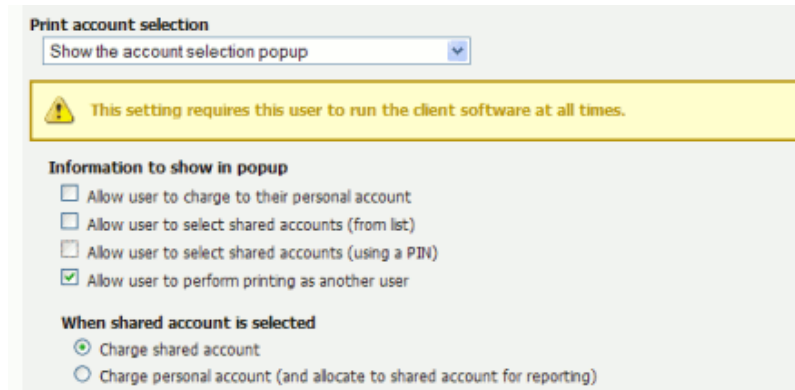 Print account selection
Show the account selection popup
This setting requires this user to run the client software at all times.
Information to show in popup
Allow user to charge to their personal account
Allow user to select shared accounts (from list)
Allow user to select shared accounts (using a PIN)
Allow user to perform printing as another user
When shared account is selected
Charge shared account
Charge personal account (and allocate to shared account for reporting)